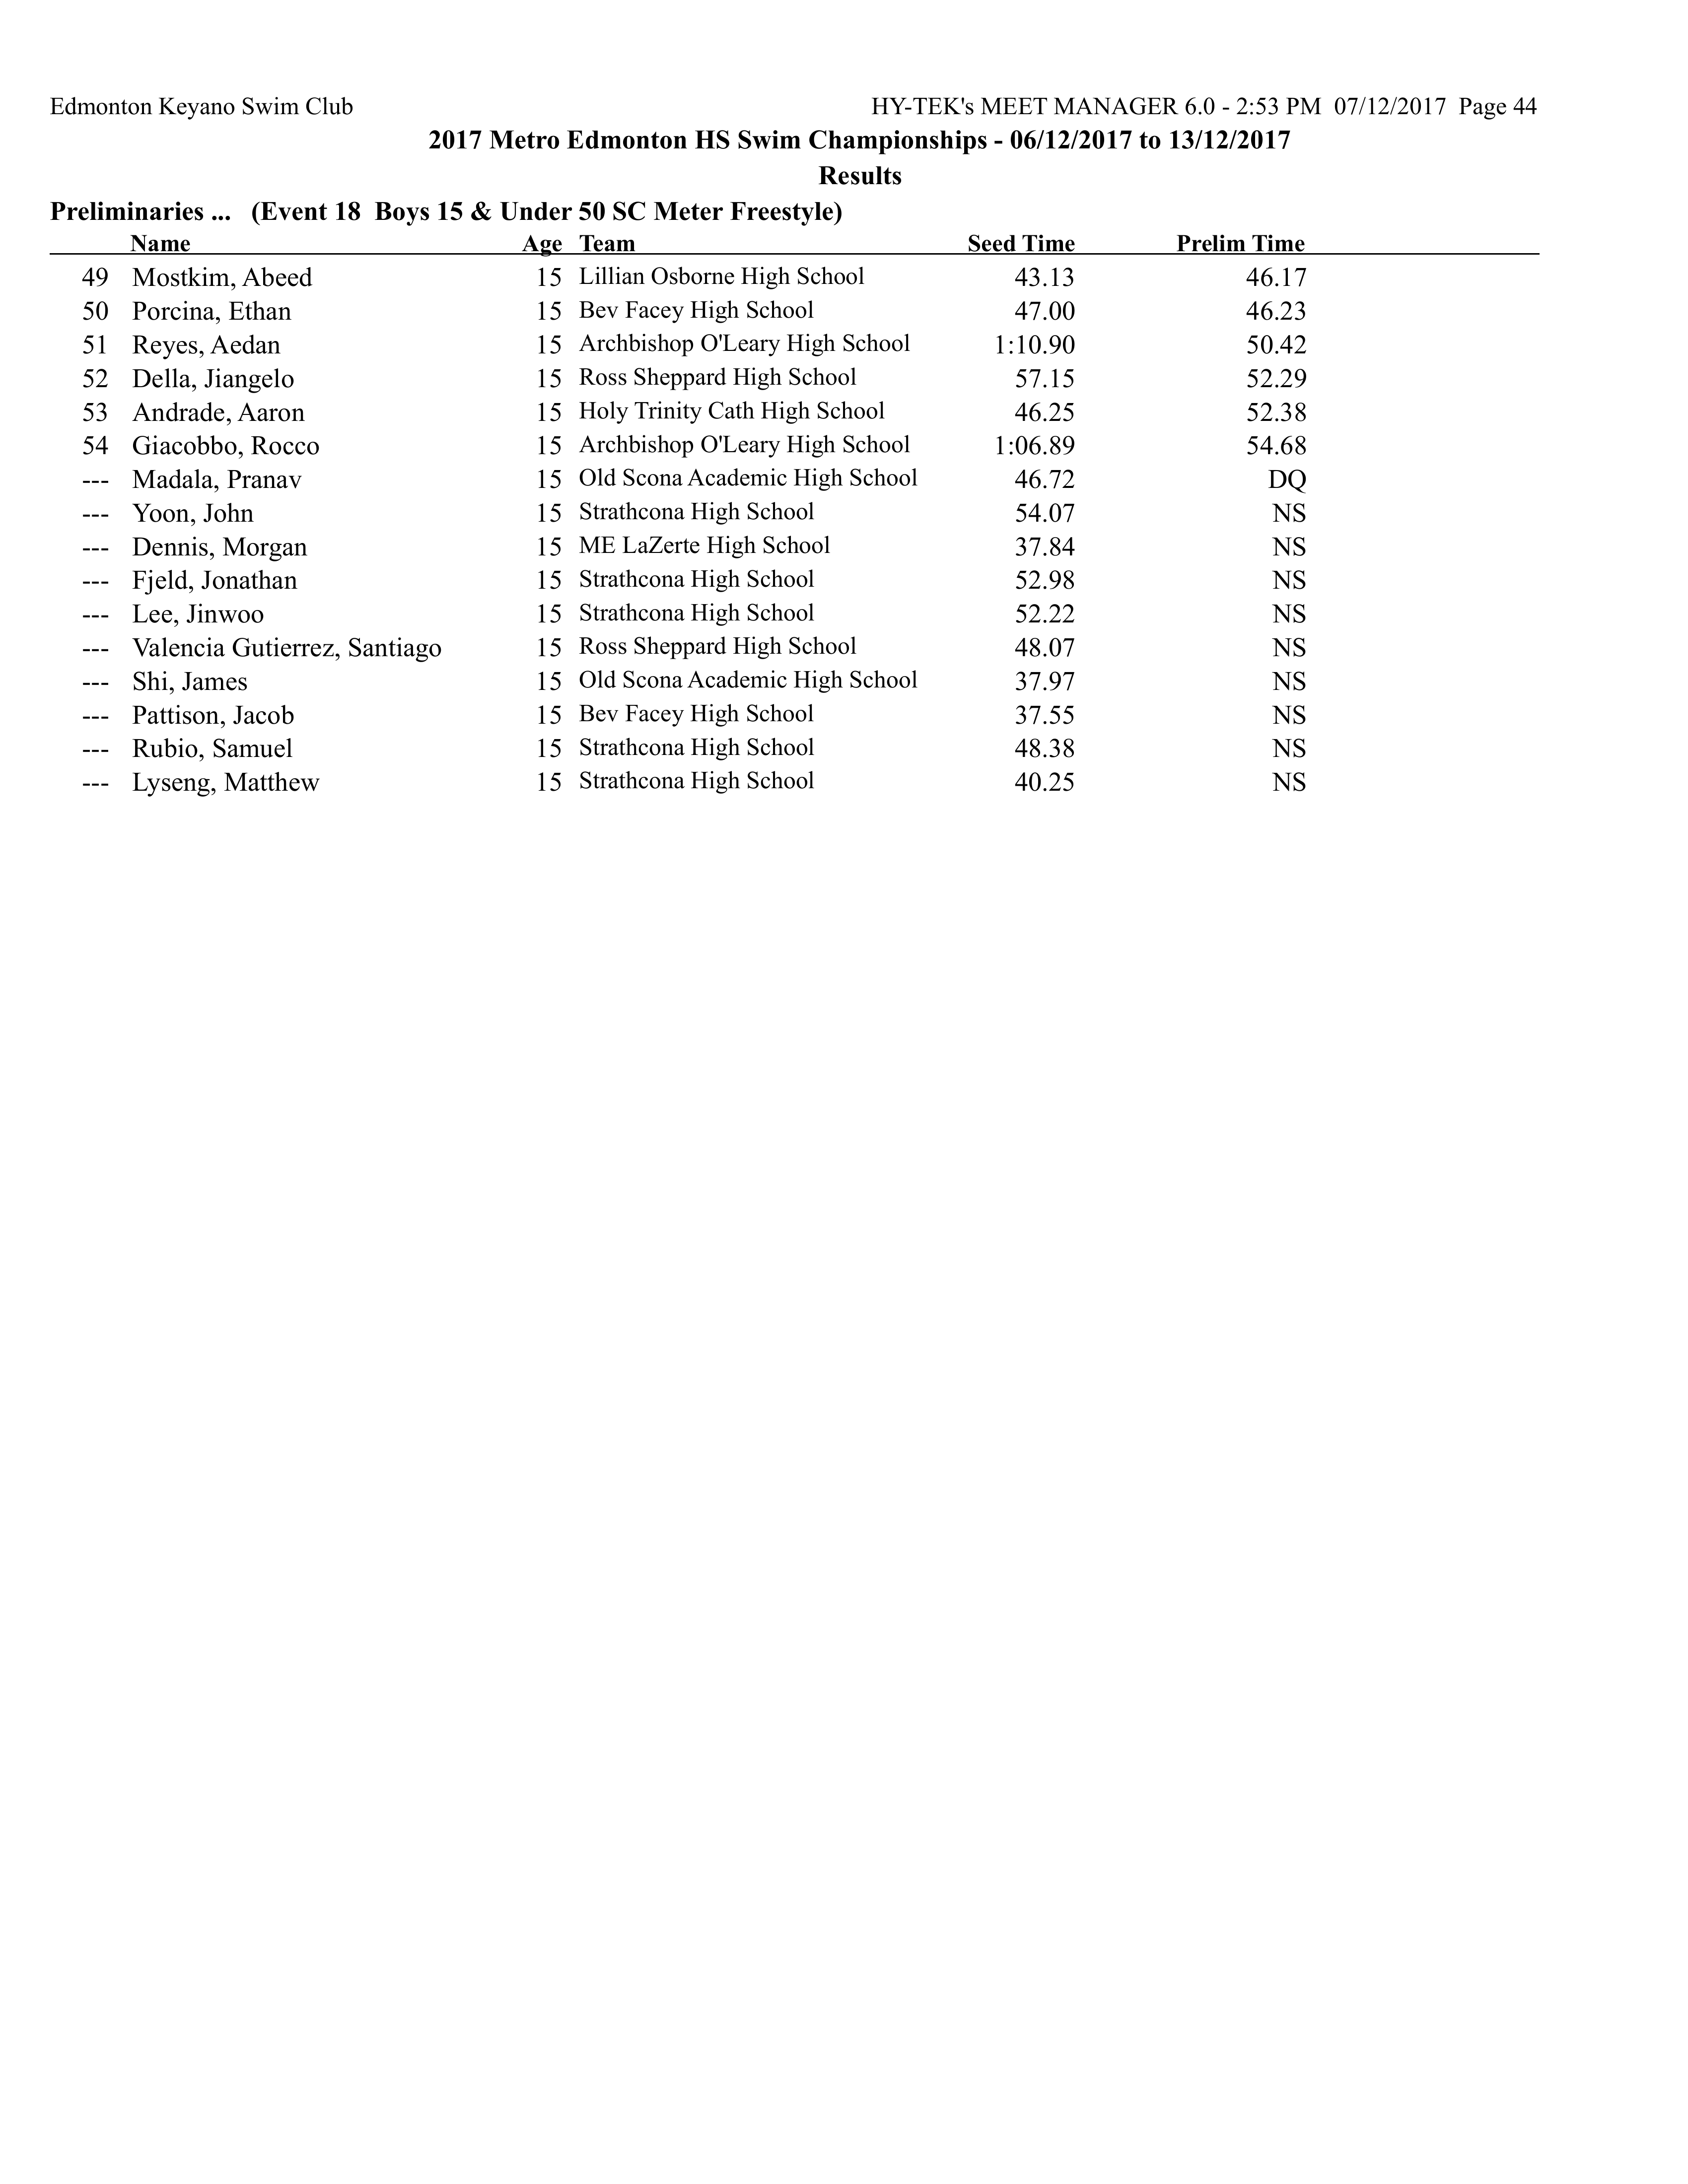 Edmonton Keyano Swim Club HY-TEK's MEET MANAGER 6.0 - 2:53 PM 07/12/2017 Page 44
2017 Metro Edmonton HS Swim Championships - 06/12/2017 to 13/12/2017
Results
Preliminaries ... (Event 18 Boys 15 & Under 50 SC Meter Freestyle)
Name Age Team Seed Time Prelim Time
49 Mostkim, Abeed 15 Lillian Osborne High School 43.13 46.17
50 Porcina, Ethan 15 Bev Facey High School 47.00 46.23
51 Reyes, Aedan 15 Archbishop O'Leary High School 1:10.90 50.42
52 Della, Jiangelo 15 Ross Sheppard High School 57.15 52.29
53 Andrade, Aaron 15 Holy Trinity Cath High School 46.25 52.38
54 Giacobbo, Rocco 15 Archbishop O'Leary High School 1:06.89 54.68
--- Madala, Pranav 15 Old Scona Academic High School 46.72 DQ
--- Yoon, John 15 Strathcona High School 54.07 NS
--- Dennis, Morgan 15 ME LaZerte High School 37.84 NS
--- Fjeld, Jonathan 15 Strathcona High School 52.98 NS
--- Lee, Jinwoo 15 Strathcona High School 52.22 NS
--- Valencia Gutierrez, Santiago 15 Ross Sheppard High School 48.07 NS
--- Shi, James 15 Old Scona Academic High School 37.97 NS
--- Pattison, Jacob 15 Bev Facey High School 37.55 NS
--- Rubio, Samuel 15 Strathcona High School 48.38 NS
--- Lyseng, Matthew 15 Strathcona High School 40.25 NS